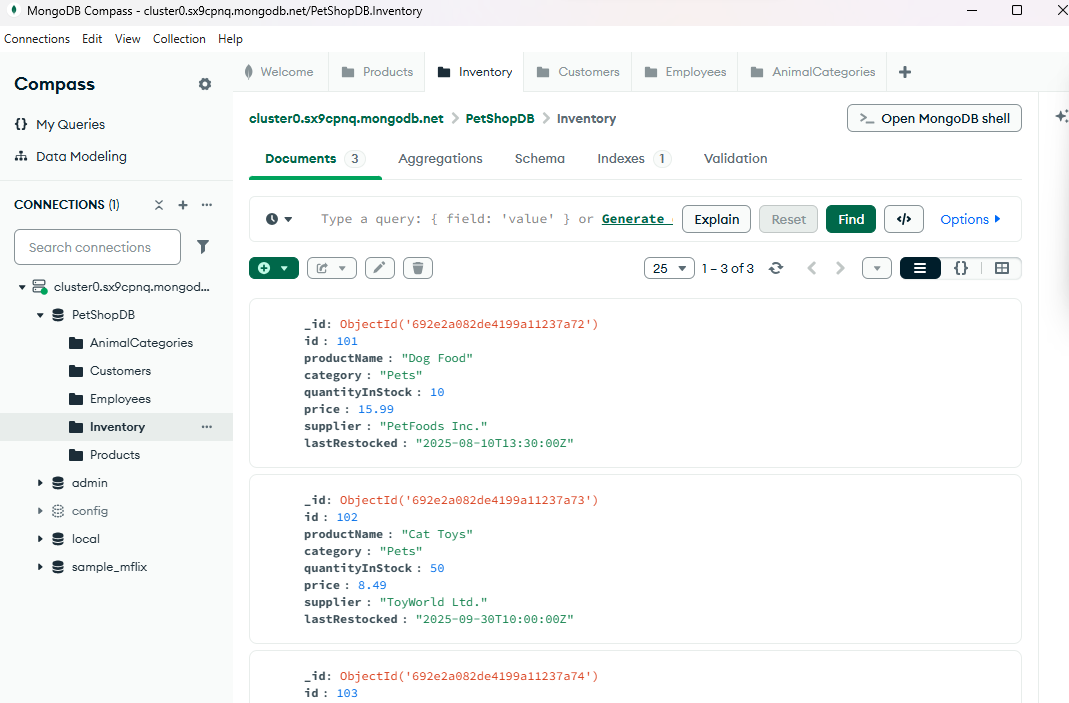 MongoDB Compass - cluster0.sx9cpnq.mongodb.net/PetShopDB.Inventory
Connections Edit View Collection Help
Compass
My Queries
Data Modeling
CONNECTIONS (1)
Search connections
cluster0.sx9cpnq.mongod...
PetShopDB
AnimalCategories
Customers
Employees
Inventory
Products
admin
config
local
sample_mflix
Welcome Products Inventory Customers Employees AnimalCategories
cluster0.sx9cpnq.mongodb.net > PetShopDB > Inventory
>_ Open MongoDB shell
Documents 3 Aggregations Schema Indexes 1 Validation
Type a query: { field: 'value' } or Generate Explain Reset Find </> Options
25 1 – 3 of 3 {}
_id: ObjectId('692e2a082de4199a11237a72')
id : 101
productName : "Dog Food"
category : "Pets"
quantityInStock : 10
price : 15.99
supplier : "PetFoods Inc."
lastRestocked : "2025-08-10T13:30:00Z"
_id: ObjectId('692e2a082de4199a11237a73')
id : 102
productName : "Cat Toys"
category : "Pets"
quantityInStock : 50
price : 8.49
supplier : "ToyWorld Ltd."
lastRestocked : "2025-09-30T10:00:00Z"
_id: ObjectId('692e2a082de4199a11237a74')
id : 103